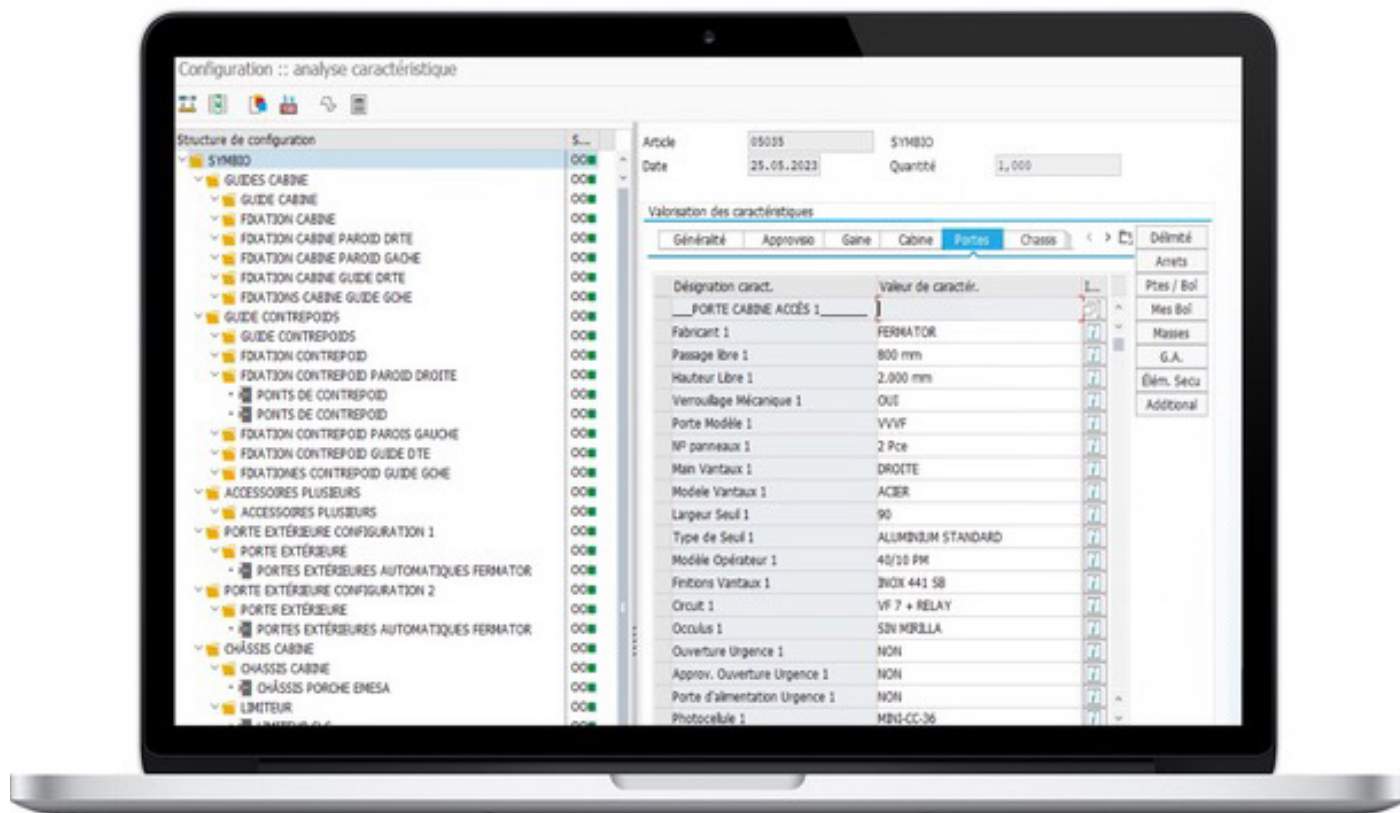 Configuration :: analyse caractéristique
Structure de configuration S...
SYMBIO
GUIDES CABINE
GUIDE CABINE
FIXATION CABINE
FIXATION CABINE PAROID DRTE
FIXATION CABINE PAROID GACHE
FIXATION CABINE GUIDE DRTE
FIXATIONS CABINE GUIDE GCHE
GUIDE CONTREPOIDS
GUIDE CONTREPOIDS
FIXATION CONTREPOID
FIXATION CONTREPOID PAROID DROITE
PONTS DE CONTREPOID
PONTS DE CONTREPOID
FIXATION CONTREPOID PAROIS GAUCHE
FIXATION CONTREPOID GUIDE DTE
FIXATIONES CONTREPOID GUIDE GCHE
ACCESSOIRES PLUSIEURS
ACCESSOIRES PLUSIEURS
PORTE EXTÉRIEURE CONFIGURATION 1
PORTE EXTÉRIEURE
PORTES EXTÉRIEURES AUTOMATIQUES FERMATOR
PORTE EXTÉRIEURE CONFIGURATION 2
PORTE EXTÉRIEURE
PORTES EXTÉRIEURES AUTOMATIQUES FERMATOR
CHÂSSIS CABINE
CHASSIS CABINE
CHÂSSIS PORCHE EMESA
LIMITEUR
Article 05035 SYMBIO
Date 25.05.2023 Quantité 1,000
Valorisation des caractéristiques
Généralté Approviso Gaine Cabine Portes Chassis
Désignation caract. Valeur de caractér. I...
___PORTE CABINE ACCÈS 1______
Fabricant 1 FERMATOR
Passage libre 1 800 mm
Hauteur Libre 1 2.000 mm
Verrouillage Mécanique 1 OUI
Porte Modèle 1 VVVF
Nº panneaux 1 2 Pce
Main Vantaux 1 DROITE
Modele Vantaux 1 ACIER
Largeur Seuil 1 90
Type de Seuil 1 ALUMINIUM STANDARD
Modèle Opérateur 1 40/10 PM
Finitions Vantaux 1 INOX 441 SB
Circuit 1 VF 7 + RELAY
Occulus 1 SIN MIRILLA
Ouverture Urgence 1 NON
Approv. Ouverture Urgence 1 NON
Porte d'alimentation Urgence 1 NON
Photocellule 1 MINI-CC-36
Délimité
Arrets
Ptes / Boî
Mes Boî
Masses
G.A.
Élém. Secu
Additional